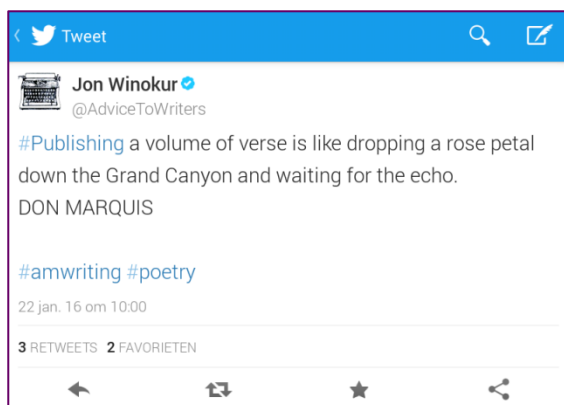 Tweet
Jon Winokur
@AdviceToWriters
#Publishing a volume of verse is like dropping a rose petal
down the Grand Canyon and waiting for the echo.
DON MARQUIS
#amwriting #poetry
22 jan. 16 om 10:00
3 RETWEETS 2 FAVORIETEN